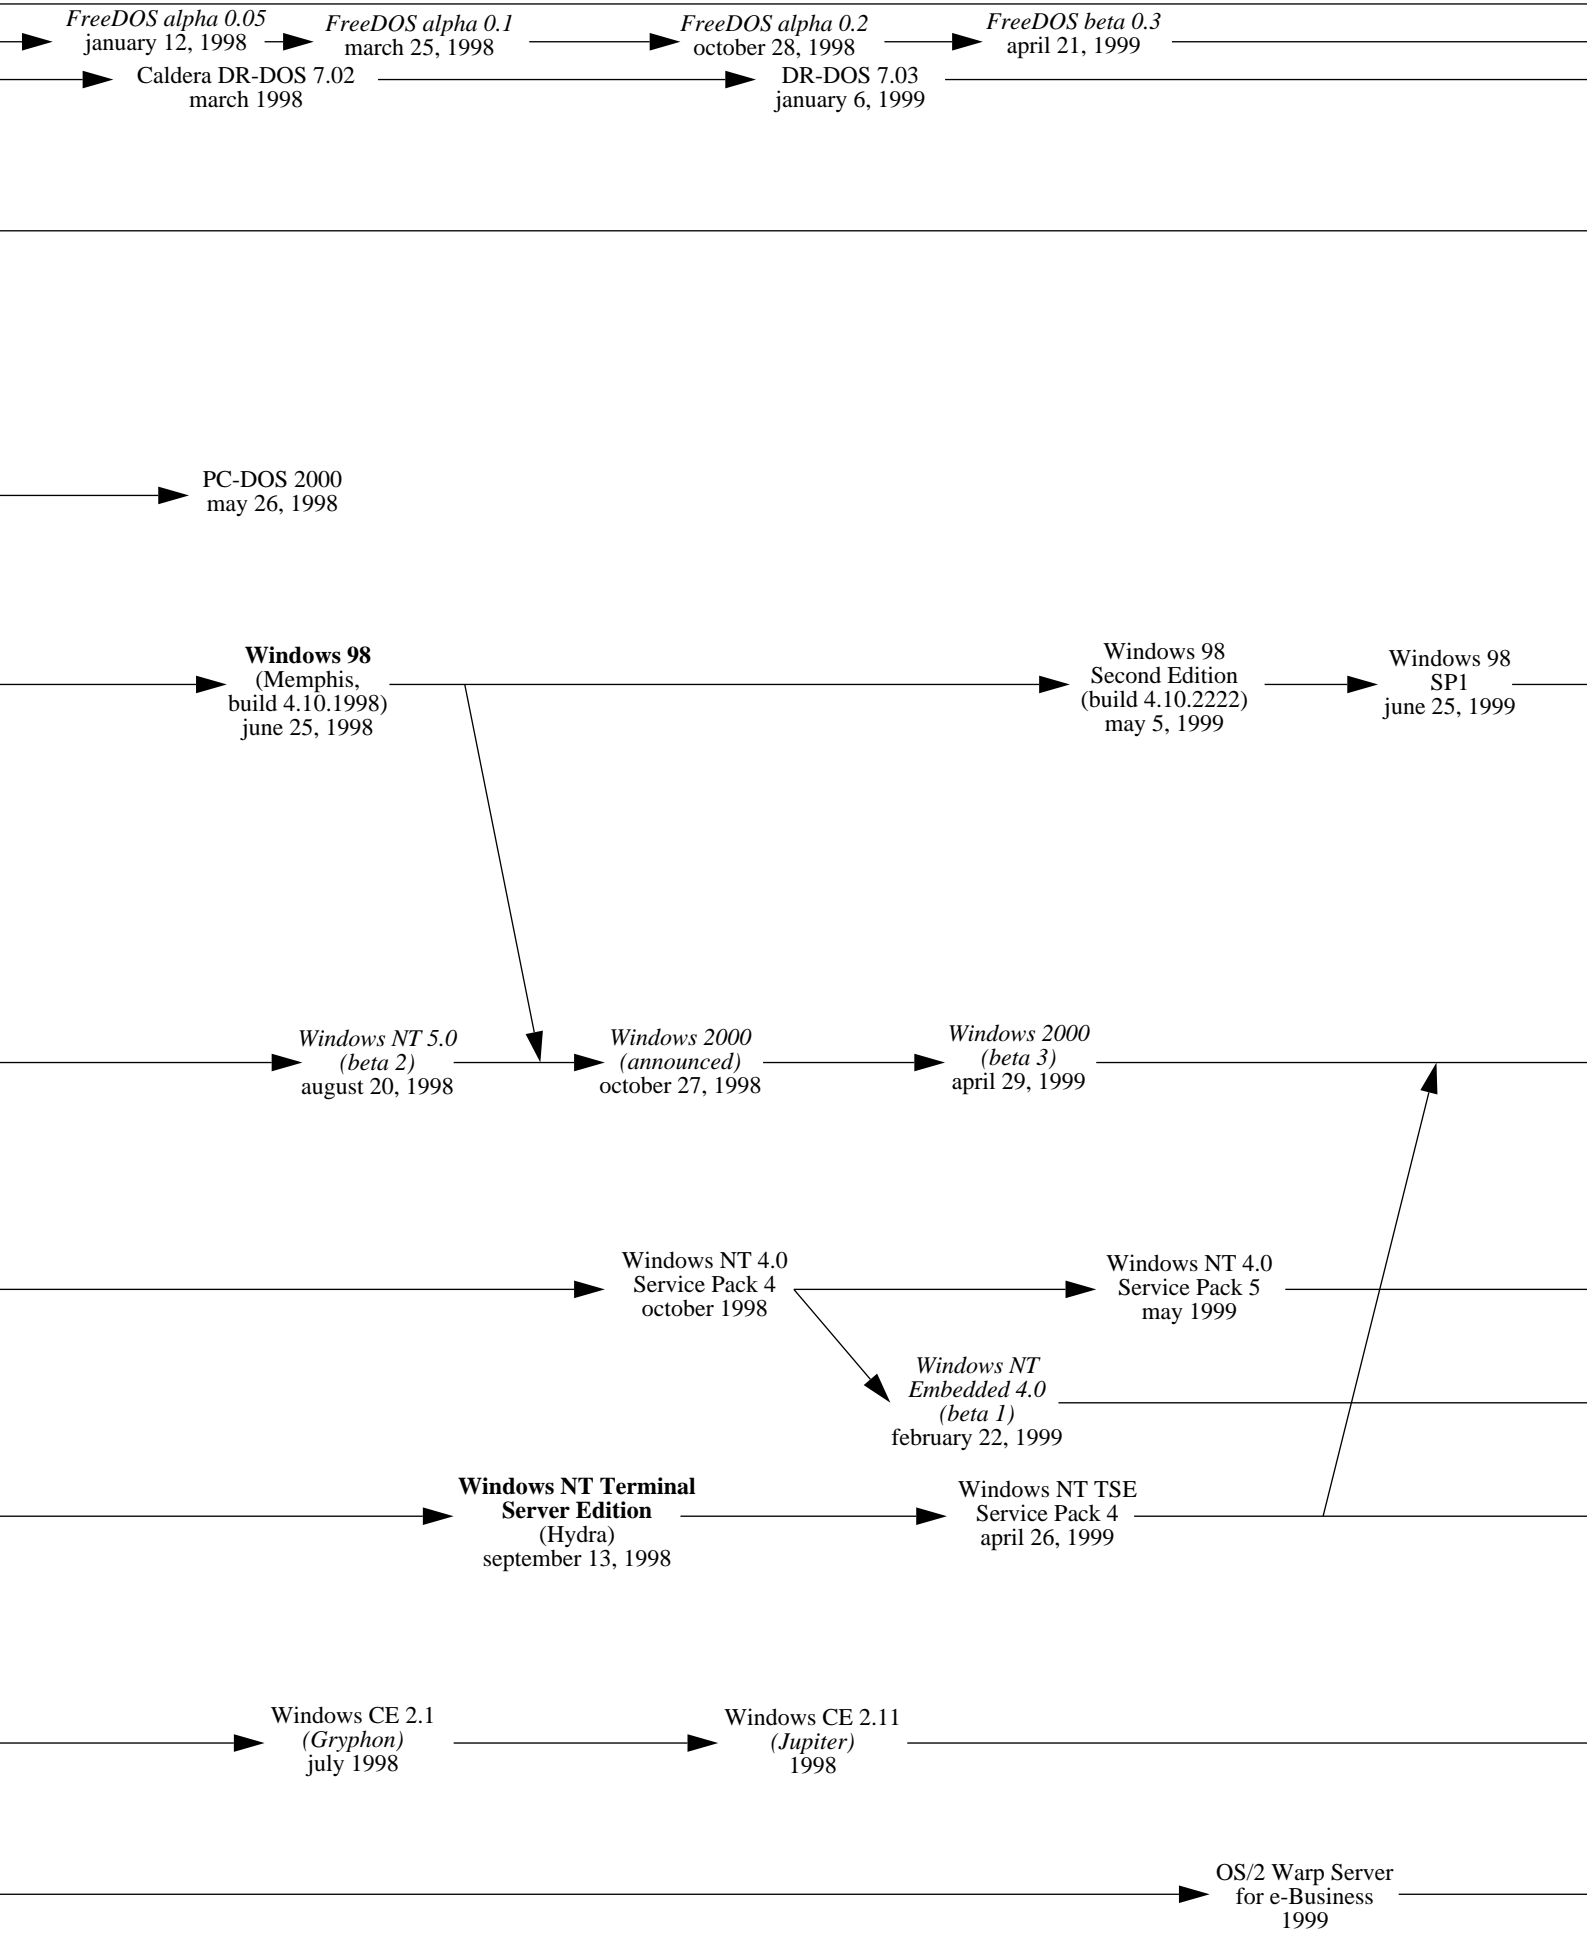 FreeDOS alpha 0.05
january 12, 1998
FreeDOS alpha 0.1
march 25, 1998
FreeDOS alpha 0.2
october 28, 1998
FreeDOS beta 0.3
april 21, 1999
Caldera DR-DOS 7.02
march 1998
DR-DOS 7.03
january 6, 1999
PC-DOS 2000
may 26, 1998
Windows 98
(Memphis,
build 4.10.1998)
june 25, 1998
Windows 98
Second Edition
(build 4.10.2222)
may 5, 1999
Windows 98
SP1
june 25, 1999
Windows NT 5.0
(beta 2)
august 20, 1998
Windows 2000
(announced)
october 27, 1998
Windows 2000
(beta 3)
april 29, 1999
Windows NT 4.0
Service Pack 4
october 1998
Windows NT 4.0
Service Pack 5
may 1999
Windows NT
Embedded 4.0
(beta 1)
february 22, 1999
Windows NT Terminal
Server Edition
(Hydra)
september 13, 1998
Windows NT TSE
Service Pack 4
april 26, 1999
Windows CE 2.1
(Gryphon)
july 1998
Windows CE 2.11
(Jupiter)
1998
OS/2 Warp Server
for e-Business
1999